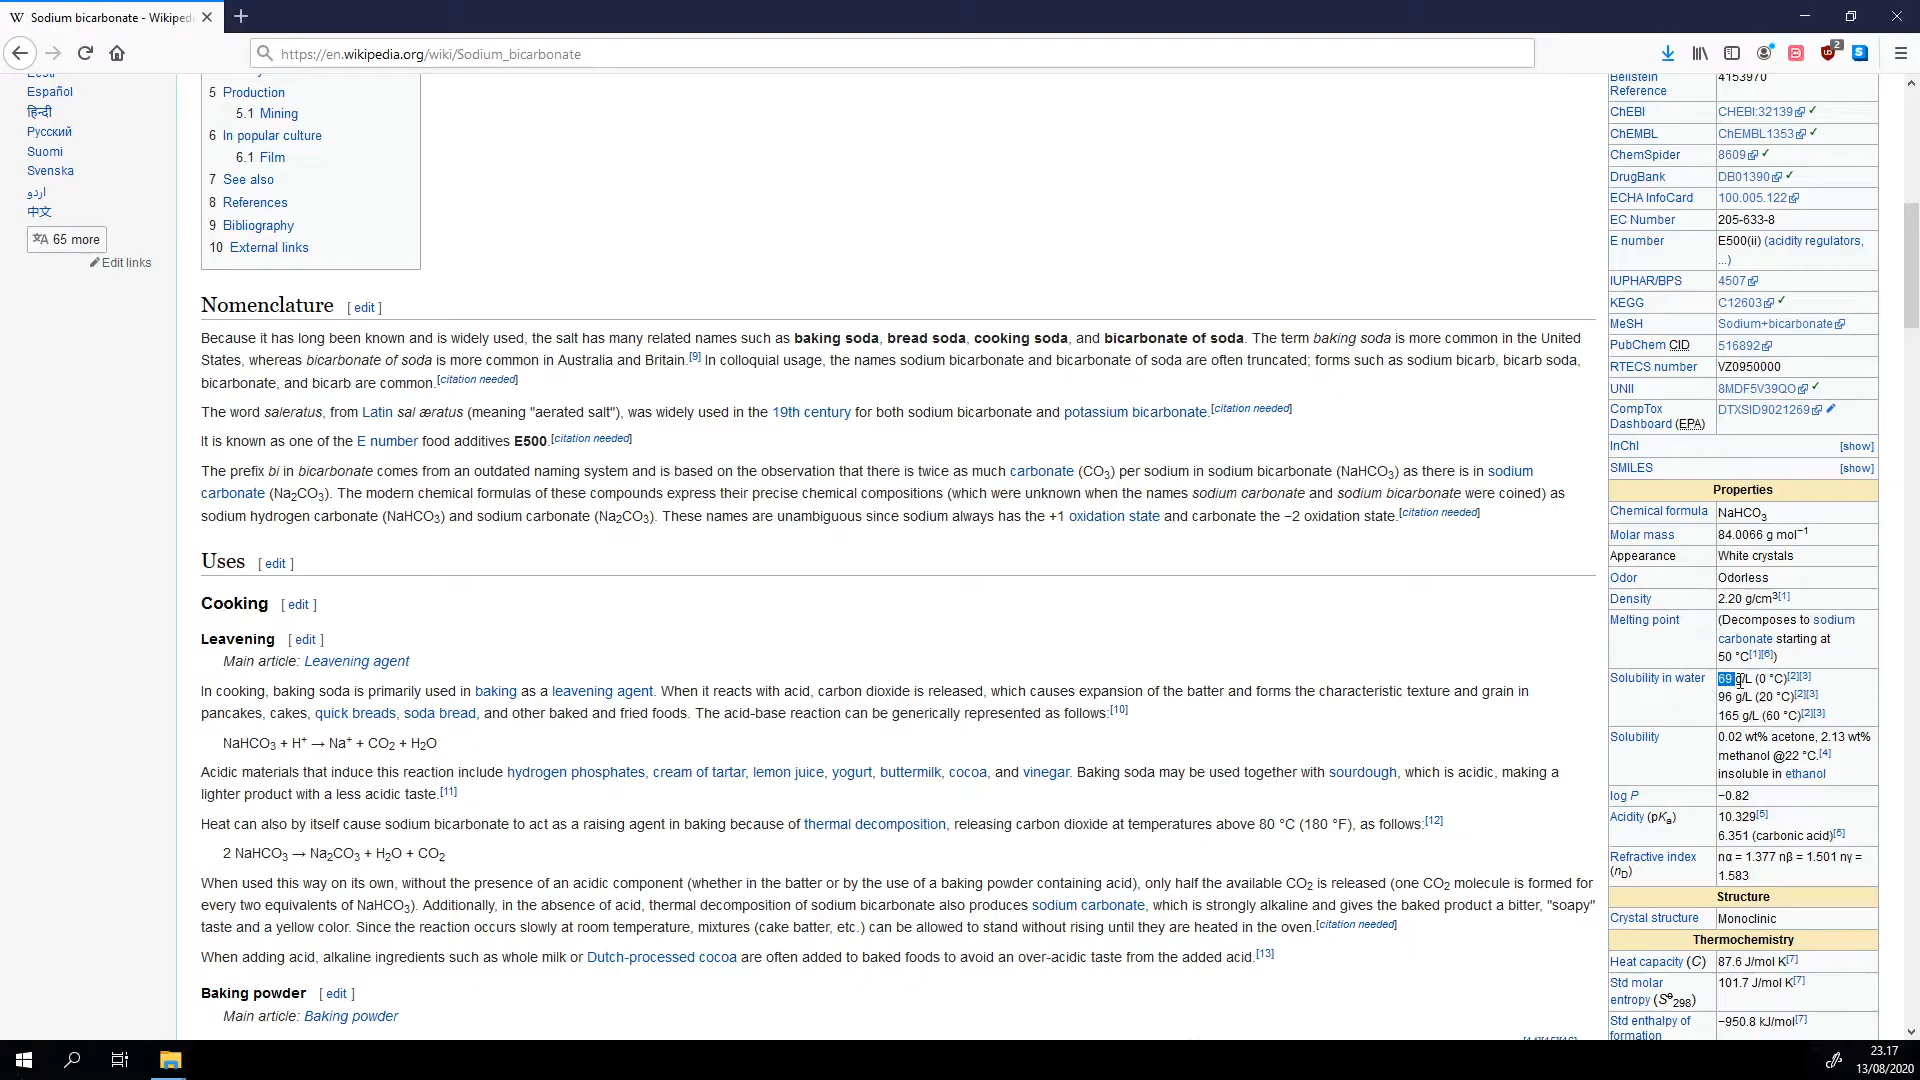 Sodium bicarbonate - Wikiped
https://en.wikipedia.org/wiki/Sodium_bicarbonate
2
Eesti
Español
हिन्दी
Русский
Suomi
Svenska
اردو
中文
65 more
Edit links
5 Production
5.1 Mining
6 In popular culture
6.1 Film
7 See also
8 References
9 Bibliography
10 External links
Nomenclature [ edit ]
Because it has long been known and is widely used, the salt has many related names such as baking soda, bread soda, cooking soda, and bicarbonate of soda. The term baking soda is more common in the United
States, whereas bicarbonate of soda is more common in Australia and Britain.[9] In colloquial usage, the names sodium bicarbonate and bicarbonate of soda are often truncated; forms such as sodium bicarb, bicarb soda,
bicarbonate, and bicarb are common.[citation needed]
The word saleratus, from Latin sal æratus (meaning "aerated salt"), was widely used in the 19th century for both sodium bicarbonate and potassium bicarbonate.[citation needed]
It is known as one of the E number food additives E500.[citation needed]
The prefix bi in bicarbonate comes from an outdated naming system and is based on the observation that there is twice as much carbonate (CO₃) per sodium in sodium bicarbonate (NaHCO₃) as there is in sodium
carbonate (Na₂CO₃). The modern chemical formulas of these compounds express their precise chemical compositions (which were unknown when the names sodium carbonate and sodium bicarbonate were coined) as
sodium hydrogen carbonate (NaHCO₃) and sodium carbonate (Na₂CO₃). These names are unambiguous since sodium always has the +1 oxidation state and carbonate the −2 oxidation state.[citation needed]
Uses [ edit ]
Cooking [ edit ]
Leavening [ edit ]
Main article: Leavening agent
In cooking, baking soda is primarily used in baking as a leavening agent. When it reacts with acid, carbon dioxide is released, which causes expansion of the batter and forms the characteristic texture and grain in
pancakes, cakes, quick breads, soda bread, and other baked and fried foods. The acid-base reaction can be generically represented as follows:[10]
NaHCO₃ + H⁺ → Na⁺ + CO₂ + H₂O
Acidic materials that induce this reaction include hydrogen phosphates, cream of tartar, lemon juice, yogurt, buttermilk, cocoa, and vinegar. Baking soda may be used together with sourdough, which is acidic, making a
lighter product with a less acidic taste.[11]
Heat can also by itself cause sodium bicarbonate to act as a raising agent in baking because of thermal decomposition, releasing carbon dioxide at temperatures above 80 °C (180 °F), as follows:[12]
2 NaHCO₃ → Na₂CO₃ + H₂O + CO₂
When used this way on its own, without the presence of an acidic component (whether in the batter or by the use of a baking powder containing acid), only half the available CO₂ is released (one CO₂ molecule is formed for
every two equivalents of NaHCO₃). Additionally, in the absence of acid, thermal decomposition of sodium bicarbonate also produces sodium carbonate, which is strongly alkaline and gives the baked product a bitter, "soapy"
taste and a yellow color. Since the reaction occurs slowly at room temperature, mixtures (cake batter, etc.) can be allowed to stand without rising until they are heated in the oven.[citation needed]
When adding acid, alkaline ingredients such as whole milk or Dutch-processed cocoa are often added to baked foods to avoid an over-acidic taste from the added acid.[13]
Baking powder [ edit ]
Main article: Baking powder
Beilstein 4153970
Reference
ChEBI CHEBI:32139 ✓
ChEMBL ChEMBL1353 ✓
ChemSpider 8609 ✓
DrugBank DB01390 ✓
ECHA InfoCard 100.005.122
EC Number 205-633-8
E number E500(ii) (acidity regulators,
...)
IUPHAR/BPS 4507
KEGG C12603 ✓
MeSH Sodium+bicarbonate
PubChem CID 516892
RTECS number VZ0950000
UNII 8MDF5V39QO ✓
CompTox DTXSID9021269
Dashboard (EPA)
InChI [show]
SMILES [show]
Properties
Chemical formula NaHCO₃
Molar mass 84.0066 g mol⁻¹
Appearance White crystals
Odor Odorless
Density 2.20 g/cm³[1]
Melting point (Decomposes to sodium
carbonate starting at
50 °C[1][6])
Solubility in water 69 g/L (0 °C)[2][3]
96 g/L (20 °C)[2][3]
165 g/L (60 °C)[2][3]
Solubility 0.02 wt% acetone, 2.13 wt%
methanol @22 °C.[4]
insoluble in ethanol
log P −0.82
Acidity (pKₐ) 10.329[5]
6.351 (carbonic acid)[5]
Refractive index nα = 1.377 nβ = 1.501 nγ =
(nD) 1.583
Structure
Crystal structure Monoclinic
Thermochemistry
Heat capacity (C) 87.6 J/mol K[7]
Std molar 101.7 J/mol K[7]
entropy (S⦵298)
Std enthalpy of −950.8 kJ/mol[7]
formation
23.17
13/08/2020